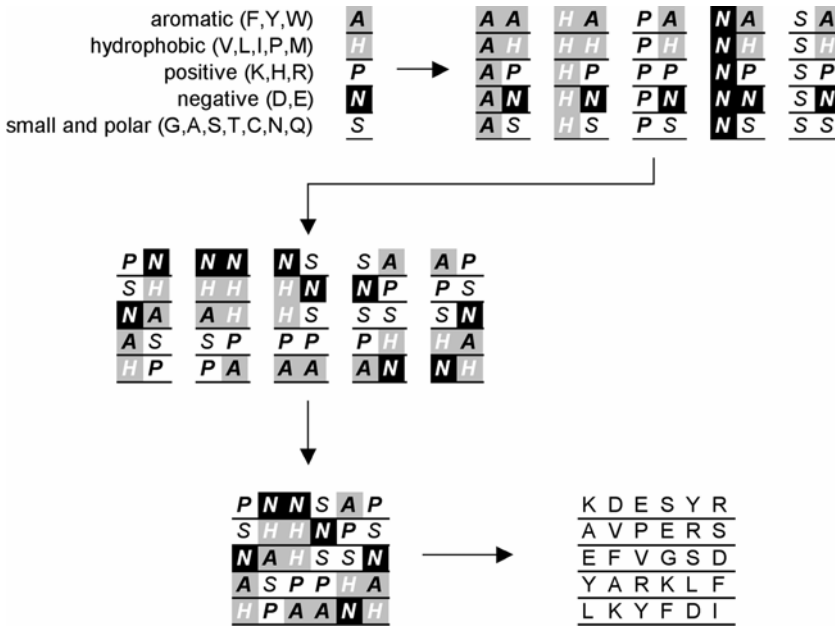 aromatic (F,Y,W) A A A H A P A N A S A
hydrophobic (V,L,I,P,M) H A H H H P H N H S H
positive (K,H,R) P A P H P P P N P S P
negative (D,E) N A N H N P N N N S N
small and polar (G,A,S,T,C,N,Q) S A S H S P S N S S S
P N N N N S S A A P
S H H H H N N P P S
N A A H H S S S S N
A S S P P P P H H A
H P P A A A A N N H
P N N S A P
S H H N P S
N A H S S N
A S P P H A
H P A A N H
K D E S Y R
A V P E R S
E F V G S D
Y A R K L F
L K Y F D I